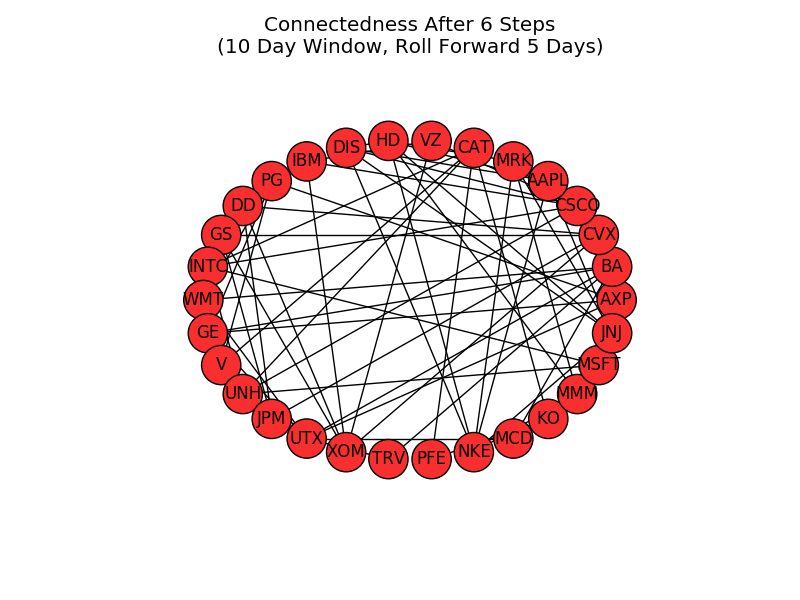 Connectedness After 6 Steps
(10 Day Window, Roll Forward 5 Days)
HD
VZ
DIS
CAT
IBM
MRK
PG
AAPL
DD
CSCO
GS
CVX
INTC
BA
WMT
AXP
GE
JNJ
V
MSFT
UNH
MMM
JPM
KO
UTX
MCD
XOM
NKE
TRV
PFE